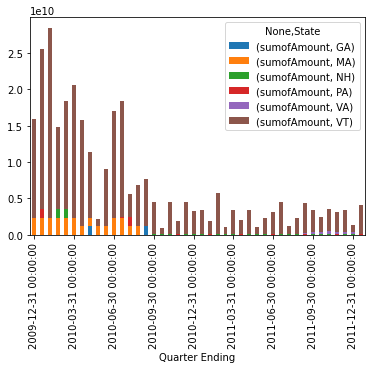 1e10
2.5
2.0
1.5
1.0
0.5
0.0
None,State
(sumofAmount, GA)
(sumofAmount, MA)
(sumofAmount, NH)
(sumofAmount, PA)
(sumofAmount, VA)
(sumofAmount, VT)
2009-12-31 00:00:00
2010-03-31 00:00:00
2010-06-30 00:00:00
2010-09-30 00:00:00
2010-12-31 00:00:00
2011-03-31 00:00:00
2011-06-30 00:00:00
2011-09-30 00:00:00
2011-12-31 00:00:00
Quarter Ending